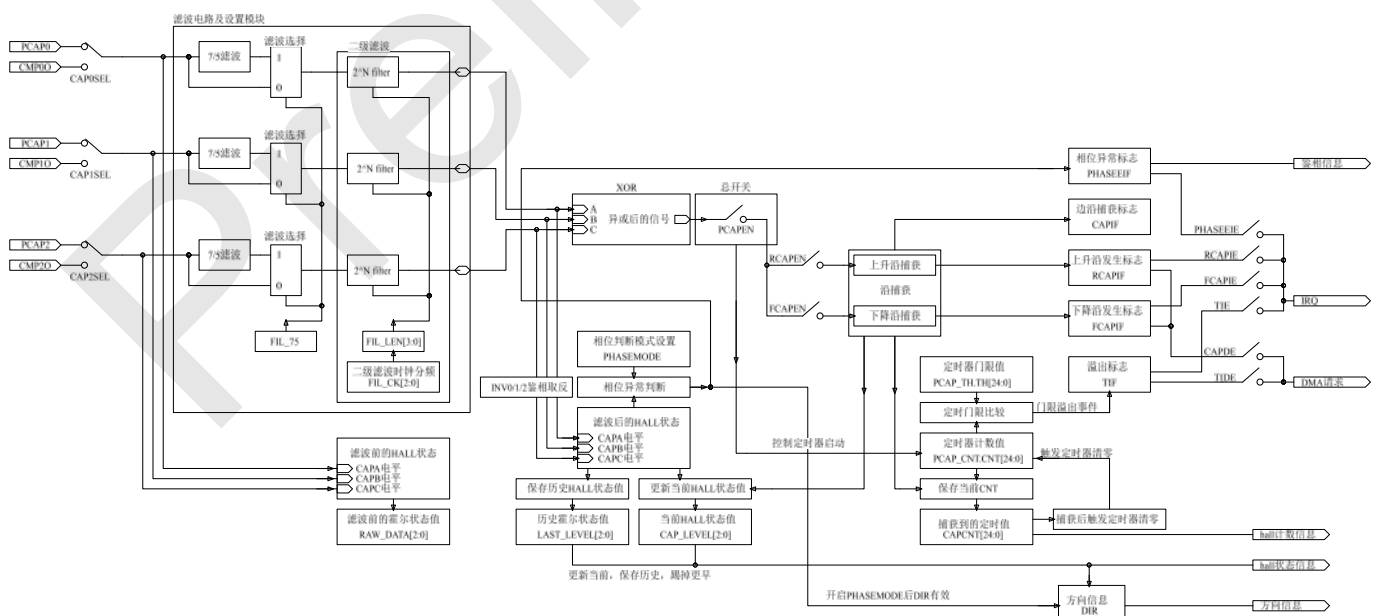 滤波电路及设置模块
PCAP0
CMP0O
CAP0SEL
7/5滤波
滤波选择
1
0
二级滤波
2^N filter
PCAP1
CMP1O
CAP1SEL
7/5滤波
滤波选择
1
0
2^N filter
PCAP2
CMP2O
CAP2SEL
7/5滤波
滤波选择
1
0
2^N filter
FIL_75
FIL_LEN[3:0]
二级滤波时钟分频
FIL_CK[2:0]
XOR
A
B
C
异或后的信号
总开关
PCAPEN
RCAPEN
FCAPEN
上升沿捕获
沿捕获
下降沿捕获
相位异常标志
PHASEEIF
边沿捕获标志
CAPIF
上升沿发生标志
RCAPIF
下降沿发生标志
FCAPIF
溢出标志
TIF
PHASEEIE
RCAPIE
FCAPIE
TIE
CAPDE
TIDE
鉴相信息
IRQ
DMA请求
相位判断模式设置
PHASEMODE
INV0/1/2鉴相取反
相位异常判断
滤波后的HALL状态
CAPA电平
CAPB电平
CAPC电平
定时器门限值
PCAP_TH.TH[24:0]
定时门限比较
门限溢出事件
控制定时器启动
定时器计数值
PCAP_CNT.CNT[24:0]
触发定时器清零
滤波前的HALL状态
CAPA电平
CAPB电平
CAPC电平
保存历史HALL状态值
更新当前HALL状态值
保存当前CNT
滤波前的霍尔状态值
RAW_DATA[2:0]
历史霍尔状态值
LAST_LEVEL[2:0]
当前HALL状态值
CAP_LEVEL[2:0]
捕获到的定时值
CAPCNT[24:0]
捕获后触发定时器清零
hall计数信息
hall状态信息
更新当前，保存历史，踢掉更早
开启PHASEMODE后DIR有效
方向信息
DIR
方向信息
Preli